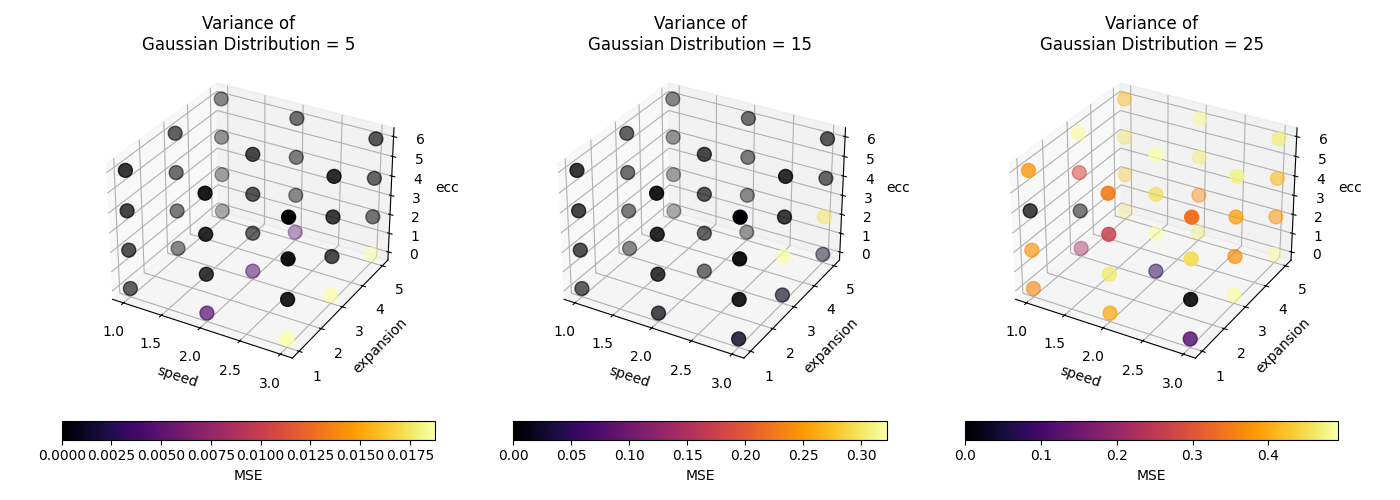 Variance of
Gaussian Distribution = 5
Variance of
Gaussian Distribution = 15
Variance of
Gaussian Distribution = 25
6
5
4
3
2
1
0
ecc
1.0
1.5
2.0
2.5
3.0
speed
1
2
3
4
5
expansion
6
5
4
3
2
1
0
ecc
1.0
1.5
2.0
2.5
3.0
speed
1
2
3
4
5
expansion
6
5
4
3
2
1
0
ecc
1.0
1.5
2.0
2.5
3.0
speed
1
2
3
4
5
expansion
0.0000 0.0025 0.0050 0.0075 0.0100 0.0125 0.0150 0.0175
MSE
0.00 0.05 0.10 0.15 0.20 0.25 0.30
MSE
0.0 0.1 0.2 0.3 0.4
MSE